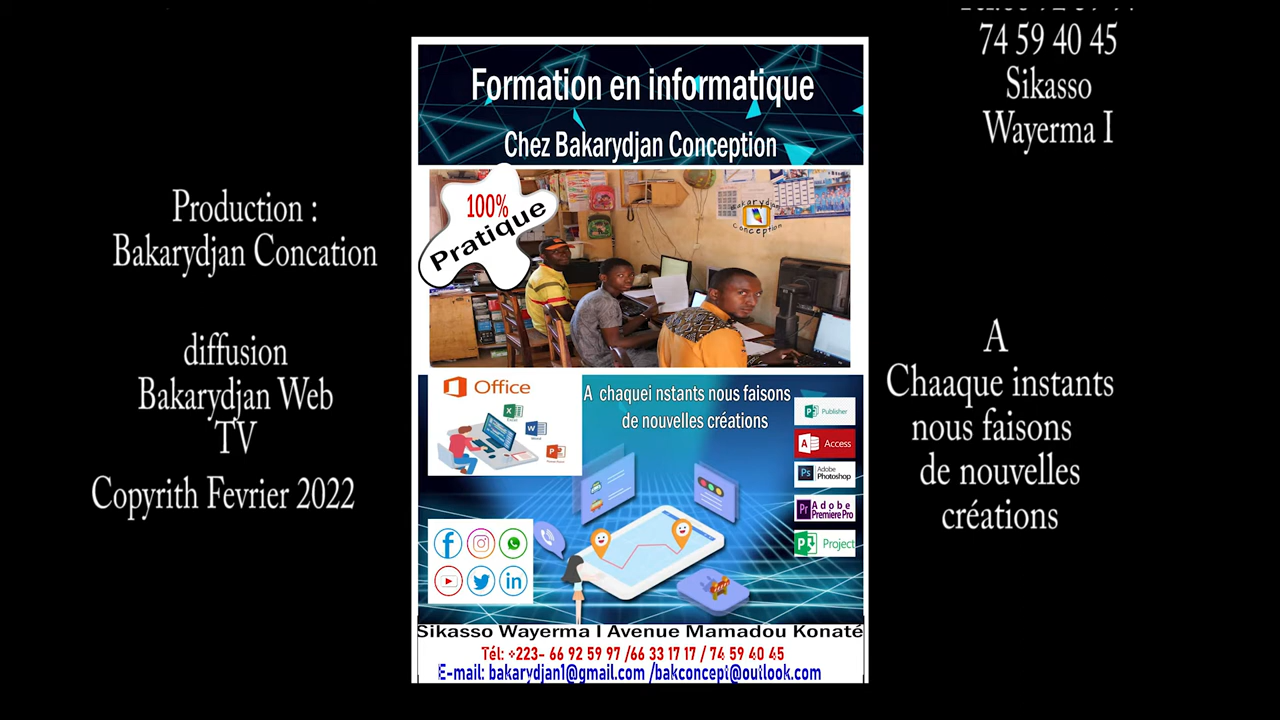 Production :
Bakarydjan Concation
diffusion
Bakarydjan Web
TV
Copyrith Fevrier 2022
Formation en informatique
Chez Bakarydjan Conception
100%
Pratique
Bakarydjan
Conception
Office
Excel
Word
A chaquei nstants nous faisons
de nouvelles créations
Publisher
Access
Adobe
Photoshop
Adobe
Premiere Pro
Project
Sikasso Wayerma I Avenue Mamadou Konaté
Tél: +223- 66 92 59 97 /66 33 17 17 / 74 59 40 45
E-mail: bakarydjan1@gmail.com /bakconcept@outlook.com
74 59 40 45
Sikasso
Wayerma I
A
Chaaque instants
nous faisons
de nouvelles
créations